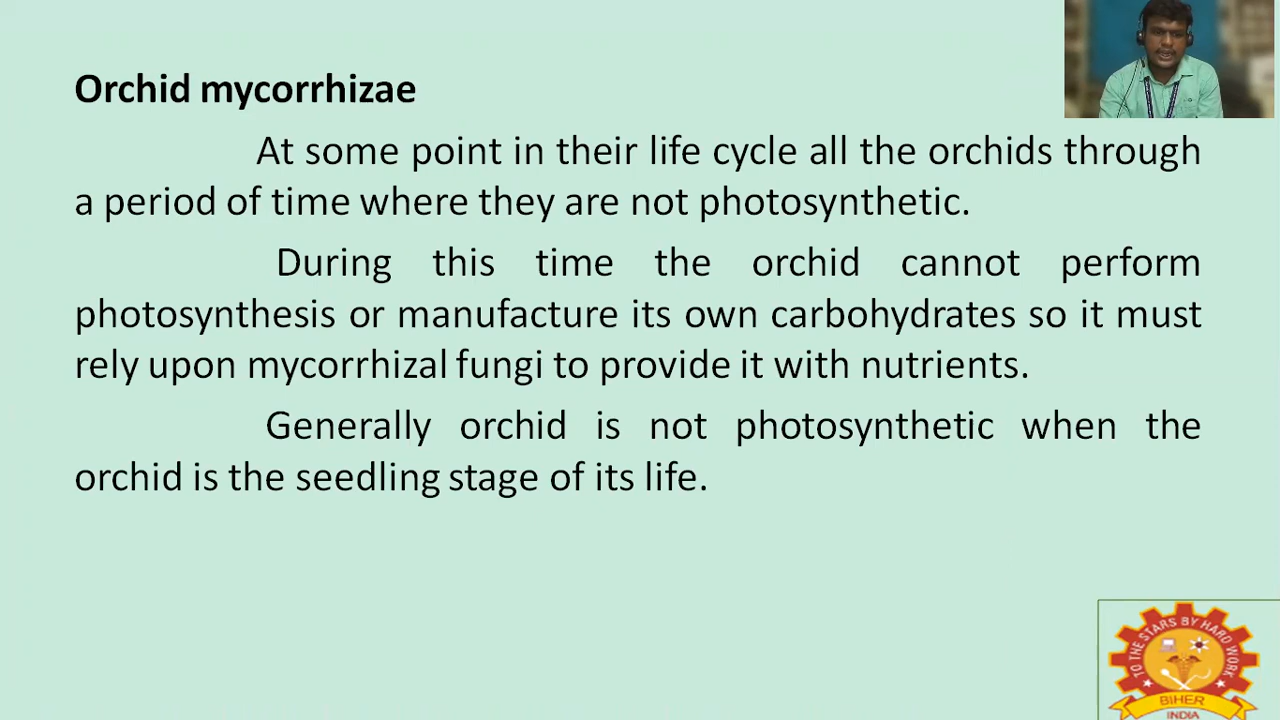 Orchid mycorrhizae
At some point in their life cycle all the orchids through
a period of time where they are not photosynthetic.
During this time the orchid cannot perform
photosynthesis or manufacture its own carbohydrates so it must
rely upon mycorrhizal fungi to provide it with nutrients.
Generally orchid is not photosynthetic when the
orchid is the seedling stage of its life.
TO THE STARS BY HARD WORK
BIHER
INDIA